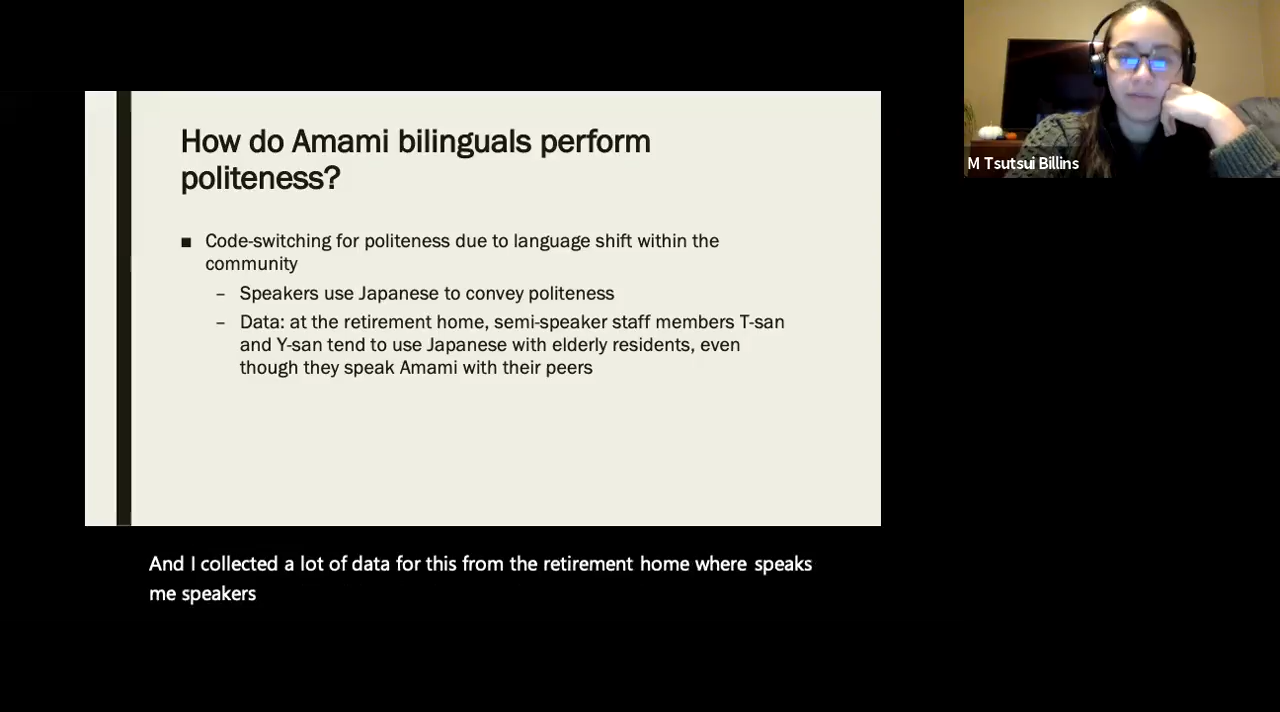 How do Amami bilinguals perform
politeness?
■ Code-switching for politeness due to language shift within the
community
– Speakers use Japanese to convey politeness
– Data: at the retirement home, semi-speaker staff members T-san
and Y-san tend to use Japanese with elderly residents, even
though they speak Amami with their peers
M Tsutsui Billins
And I collected a lot of data for this from the retirement home where speaks
me speakers